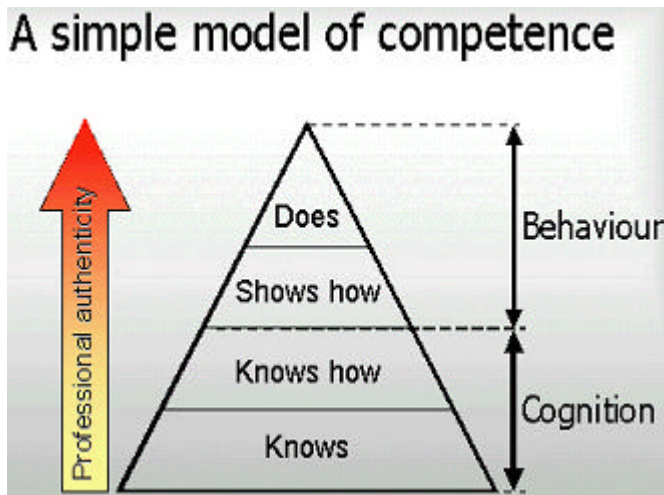 A simple model of competence
Professional authenticity
Does
Behaviour
Shows how
Knows how
Cognition
Knows